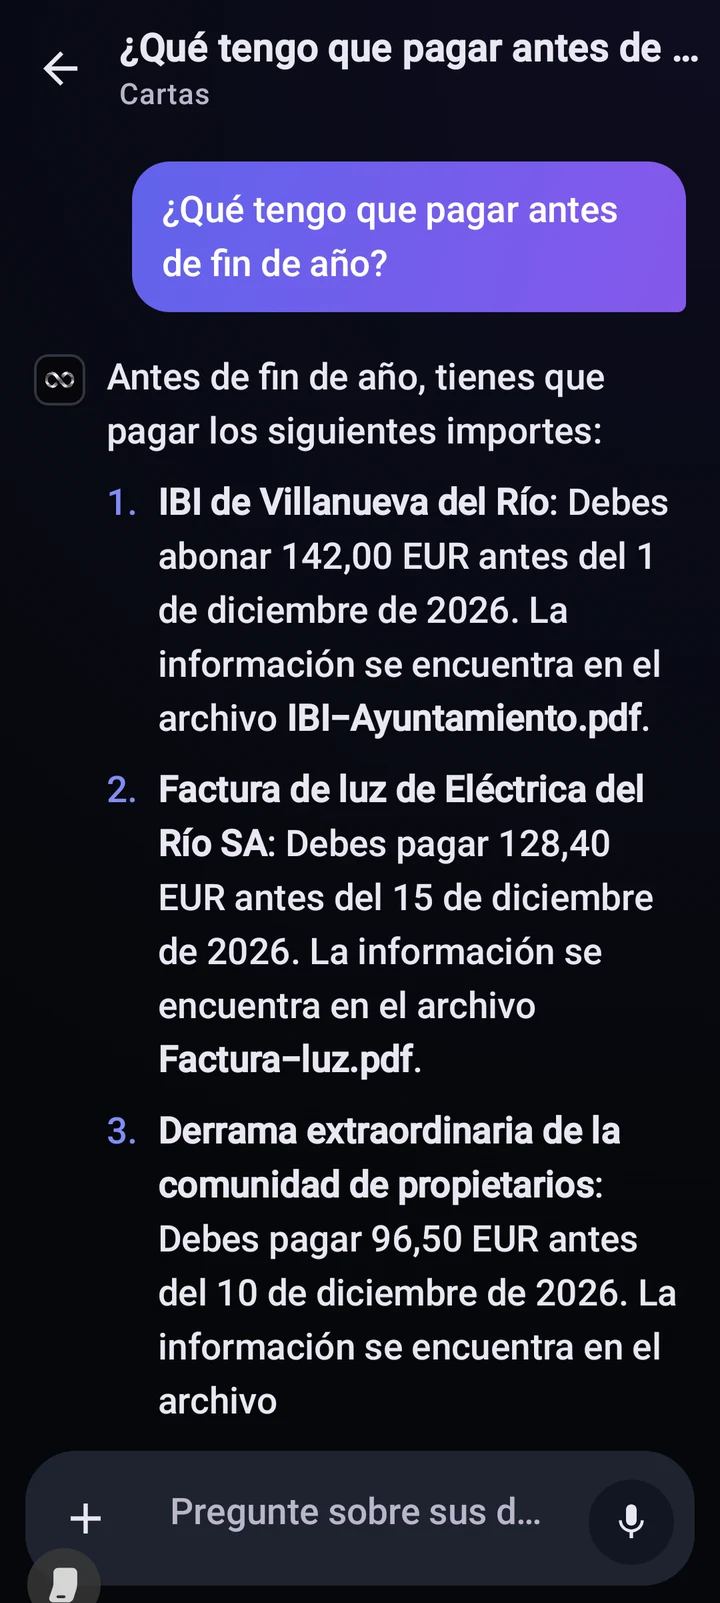 ¿Qué tengo que pagar antes de ...
Cartas
¿Qué tengo que pagar antes
de fin de año?
Antes de fin de año, tienes que
pagar los siguientes importes:
1. IBI de Villanueva del Río: Debes
abonar 142,00 EUR antes del 1
de diciembre de 2026. La
información se encuentra en el
archivo IBI-Ayuntamiento.pdf.
2. Factura de luz de Eléctrica del
Río SA: Debes pagar 128,40
EUR antes del 15 de diciembre
de 2026. La información se
encuentra en el archivo
Factura-luz.pdf.
3. Derrama extraordinaria de la
comunidad de propietarios:
Debes pagar 96,50 EUR antes
del 10 de diciembre de 2026. La
información se encuentra en el
archivo
Pregunte sobre sus d...